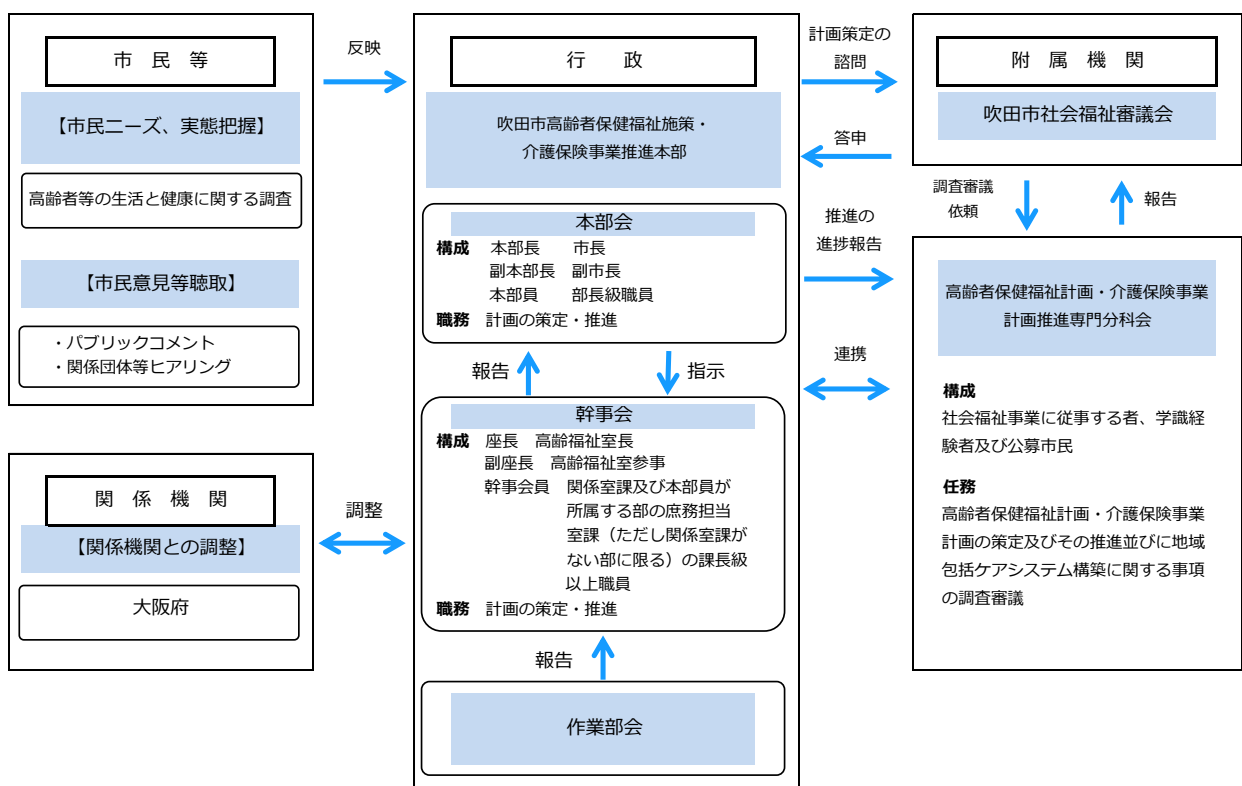 市　民　等
【市民ニーズ、実態把握】
高齢者等の生活と健康に関する調査
【市民意見等聴取】
・パブリックコメント
・関係団体等ヒアリング
反映
関　係　機　関
【関係機関との調整】
大阪府
調整
行　　政
吹田市高齢者保健福祉施策・
介護保険事業推進本部
本部会
構成　本部長　市長
副本部長　副市長
本部員　部長級職員
職務　計画の策定・推進
報告
指示
幹事会
構成　座長　高齢福祉室長
副座長　高齢福祉室参事
幹事会員　関係室課及び本部員が
所属する部の庶務担当
室課（ただし関係室課が
ない部に限る）の課長級
以上職員
職務　計画の策定・推進
報告
作業部会
計画策定の
諮問
答申
推進の
進捗報告
連携
附　属　機　関
吹田市社会福祉審議会
調査審議
依頼
報告
高齢者保健福祉計画・介護保険事業
計画推進専門分科会
構成
社会福祉事業に従事する者、学識経
験者及び公募市民
任務
高齢者保健福祉計画・介護保険事業
計画の策定及びその推進並びに地域
包括ケアシステム構築に関する事項
の調査審議